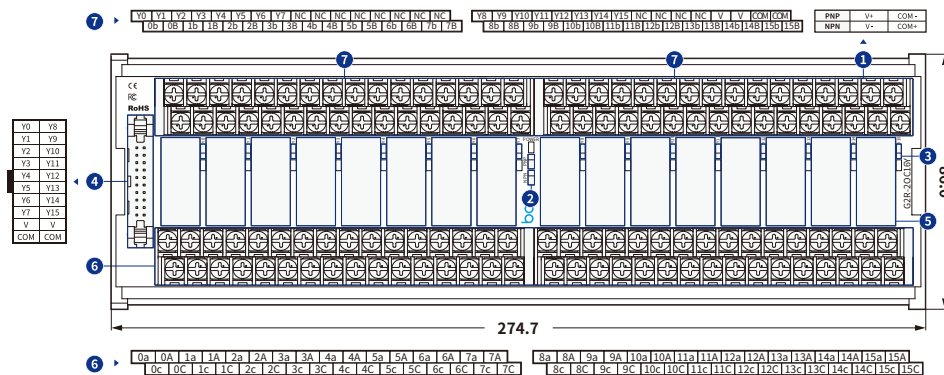 7 Y0 Y1 Y2 Y3 Y4 Y5 Y6 Y7 NC NC NC NC NC NC NC NC
0b 0B 1b 1B 2b 2B 3b 3B 4b 4B 5b 5B 6b 6B 7b 7B
Y8 Y9 Y10 Y11 Y12 Y13 Y14 Y15 NC NC NC NC V V COM COM
8b 8B 9b 9B 10b 10B 11b 11B 12b 12B 13b 13B 14b 14B 15b 15B
PNP V+ COM-
NPN V- COM+
7
7
1
CE
FC
RoHS
Y0 Y8
Y1 Y9
Y2 Y10
Y3 Y11
Y4 Y12
Y5 Y13
Y6 Y14
Y7 Y15
V V
COM COM
4
POWER
PNP
NPN
2
3
G2R-2OC16Y
5
6
274.7
6 0a 0A 1a 1A 2a 2A 3a 3A 4a 4A 5a 5A 6a 6A 7a 7A
0c 0C 1c 1C 2c 2C 3c 3C 4c 4C 5c 5C 6c 6C 7c 7C
8a 8A 9a 9A 10a 10A 11a 11A 12a 12A 13a 13A 14a 14A 15a 15A
8c 8C 9c 9C 10c 10C 11c 11C 12c 12C 13c 13C 14c 14C 15c 15C